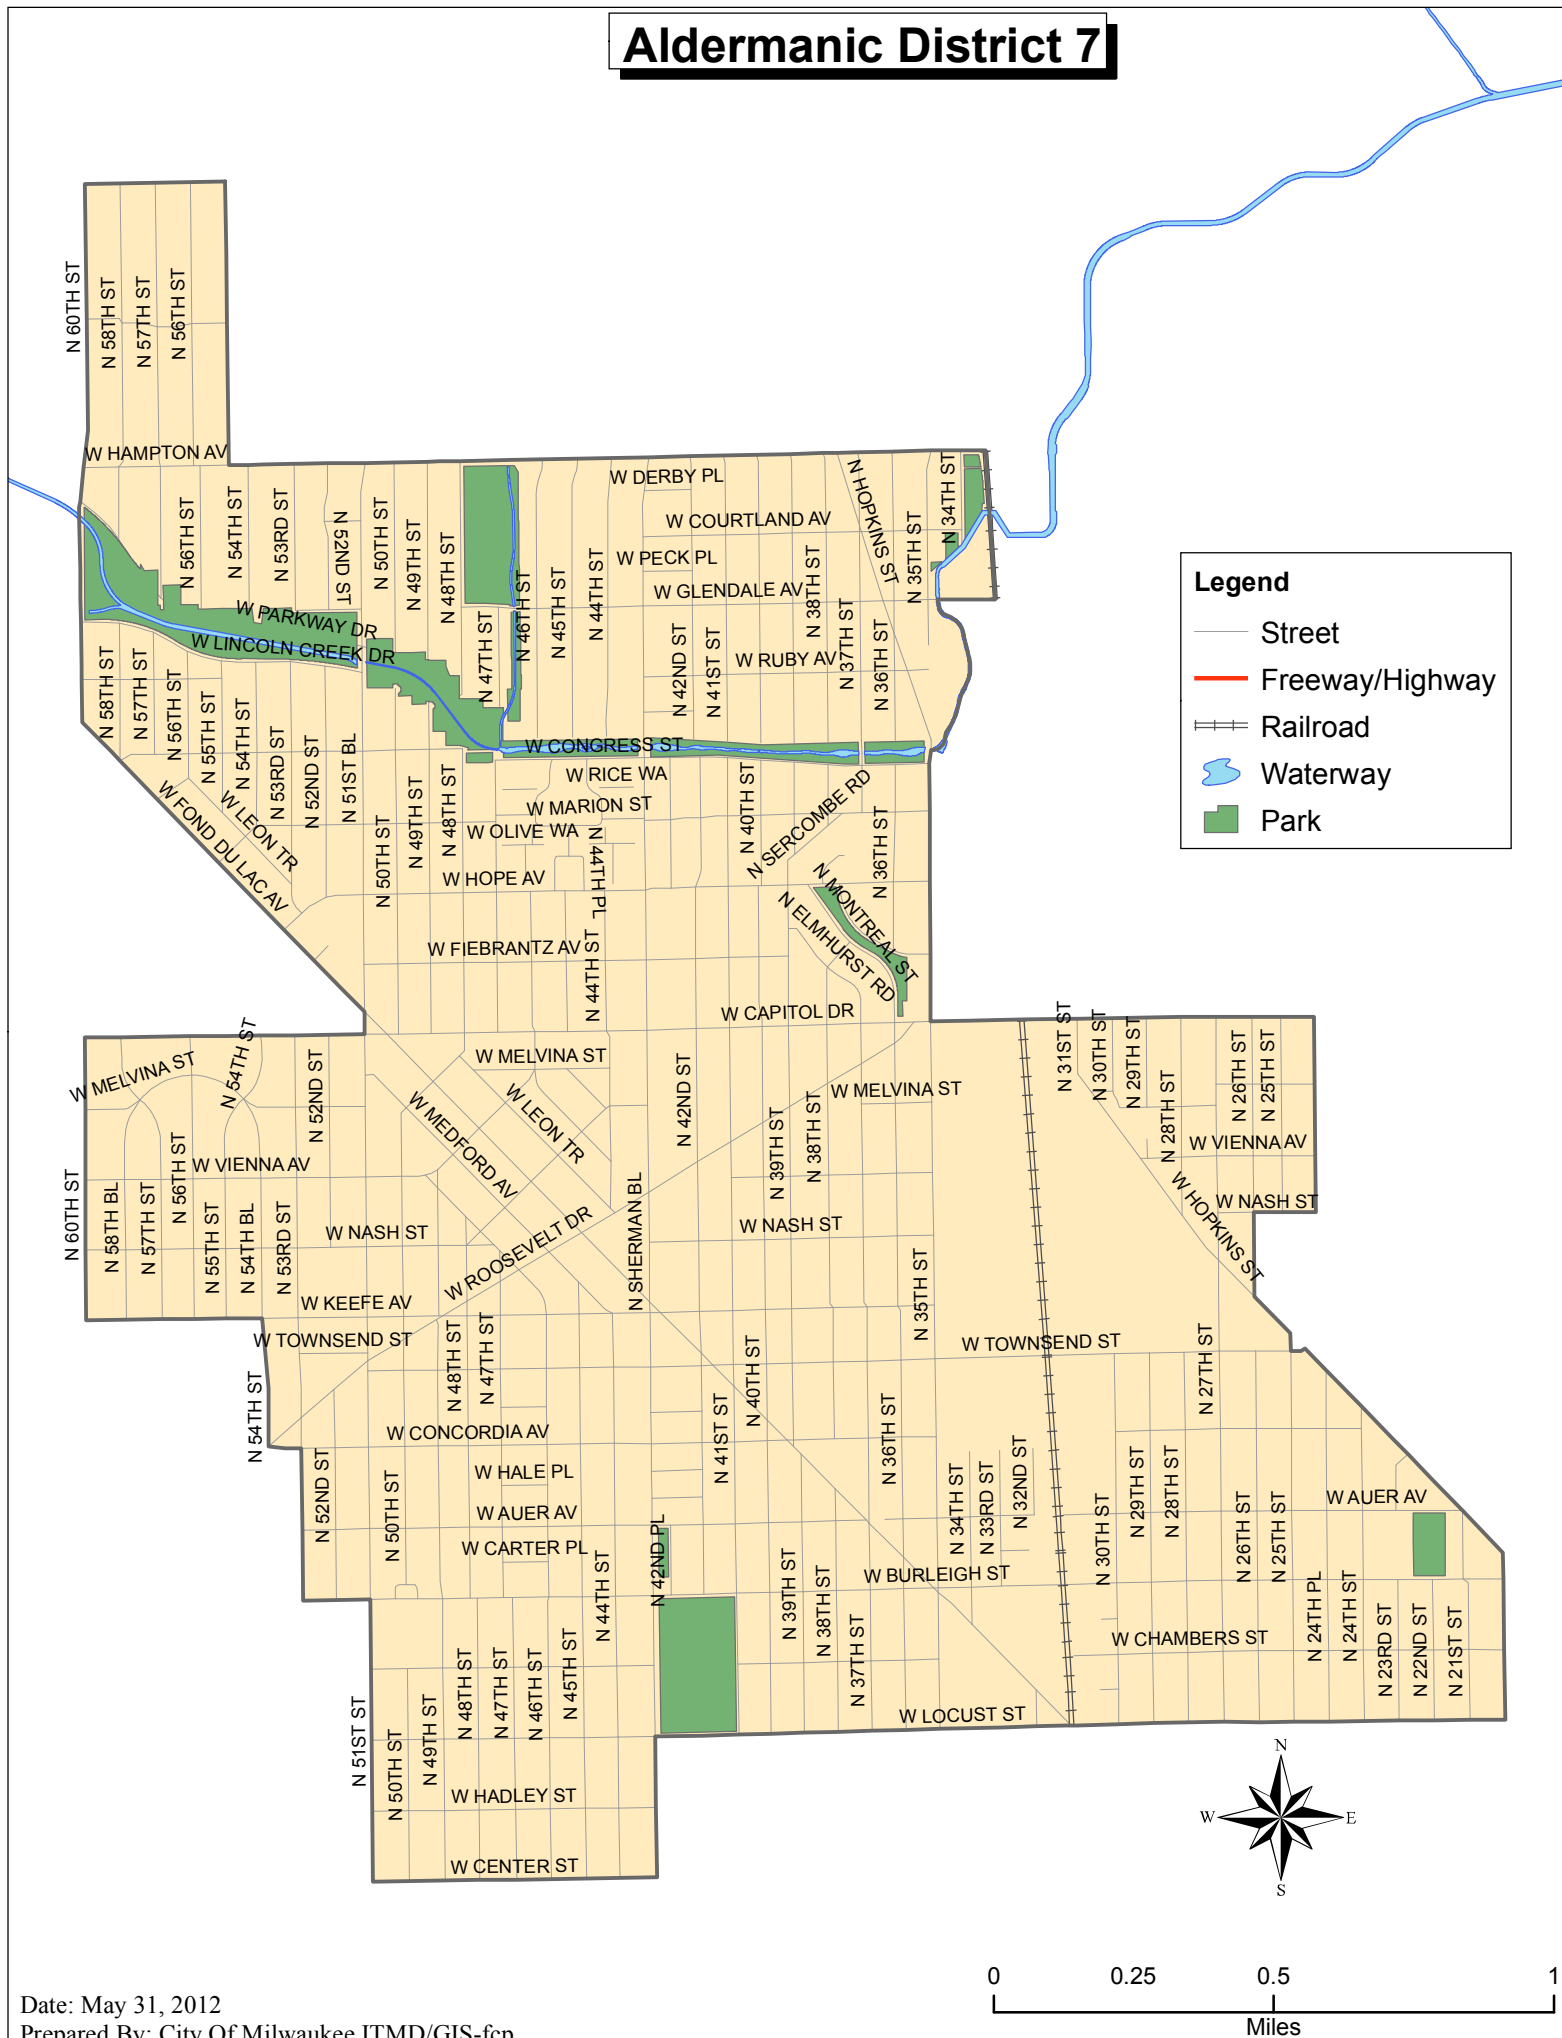 Aldermanic District 7
N 60TH ST
N 58TH ST
N 57TH ST
N 56TH ST
W HAMPTON AV
N 56TH ST
N 54TH ST
N 53RD ST
N 52ND ST
N 50TH ST
N 49TH ST
N 48TH ST
N 47TH ST
N 46TH ST
N 45TH ST
N 44TH ST
W DERBY PL
W COURTLAND AV
W PECK PL
W GLENDALE AV
N HOPKINS ST
N 34TH ST
N 35TH ST
N 38TH ST
N 37TH ST
N 36TH ST
N 42ND ST
N 41ST ST
W RUBY AV
W PARKWAY DR
W LINCOLN CREEK DR
Legend
Street
Freeway/Highway
Railroad
Waterway
Park
N 58TH ST
N 57TH ST
N 56TH ST
N 55TH ST
N 54TH ST
N 53RD ST
N 52ND ST
N 51ST BL
N 50TH ST
N 49TH ST
N 48TH ST
W CONGRESS ST
W RICE WA
W MARION ST
W OLIVE WA
W HOPE AV
N 44TH PL
N 40TH ST
N SERCOMBE RD
N 36TH ST
W FOND DU LAC AV
W LEON TR
N MONTREAL ST
N ELMHURST RD
W FIEBRANTZ AV
N 44TH ST
W CAPITOL DR
W MELVINA ST
N 54TH ST
N 52ND ST
W MELVINA ST
W LEON TR
W MEDFORD AV
N 42ND ST
N 39TH ST
N 38TH ST
W MELVINA ST
N 31ST ST
N 30TH ST
N 29TH ST
N 28TH ST
N 26TH ST
N 25TH ST
W VIENNA AV
W NASH ST
W HOPKINS ST
N 60TH ST
N 58TH BL
N 57TH ST
N 56TH ST
N 55TH ST
N 54TH BL
N 53RD ST
W VIENNA AV
W NASH ST
W ROOSEVELT DR
N SHERMAN BL
W NASH ST
N 35TH ST
W KEEFE AV
W TOWNSEND ST
N 48TH ST
N 47TH ST
N 40TH ST
W TOWNSEND ST
N 27TH ST
N 54TH ST
W CONCORDIA AV
N 41ST ST
N 36TH ST
N 52ND ST
N 50TH ST
W HALE PL
W AUER AV
W CARTER PL
N 42ND PL
N 34TH ST
N 33RD ST
N 32ND ST
N 30TH ST
N 29TH ST
N 28TH ST
N 26TH ST
N 25TH ST
W AUER AV
N 44TH ST
N 39TH ST
N 38TH ST
N 37TH ST
W BURLEIGH ST
W CHAMBERS ST
N 24TH PL
N 24TH ST
N 23RD ST
N 22ND ST
N 21ST ST
N 51ST ST
N 50TH ST
N 49TH ST
N 48TH ST
N 47TH ST
N 46TH ST
N 45TH ST
W LOCUST ST
W HADLEY ST
W CENTER ST
N
W
E
S
0 0.25 0.5 1
Miles
Date: May 31, 2012
Prepared By: City Of Milwaukee ITMD/GIS-fcp